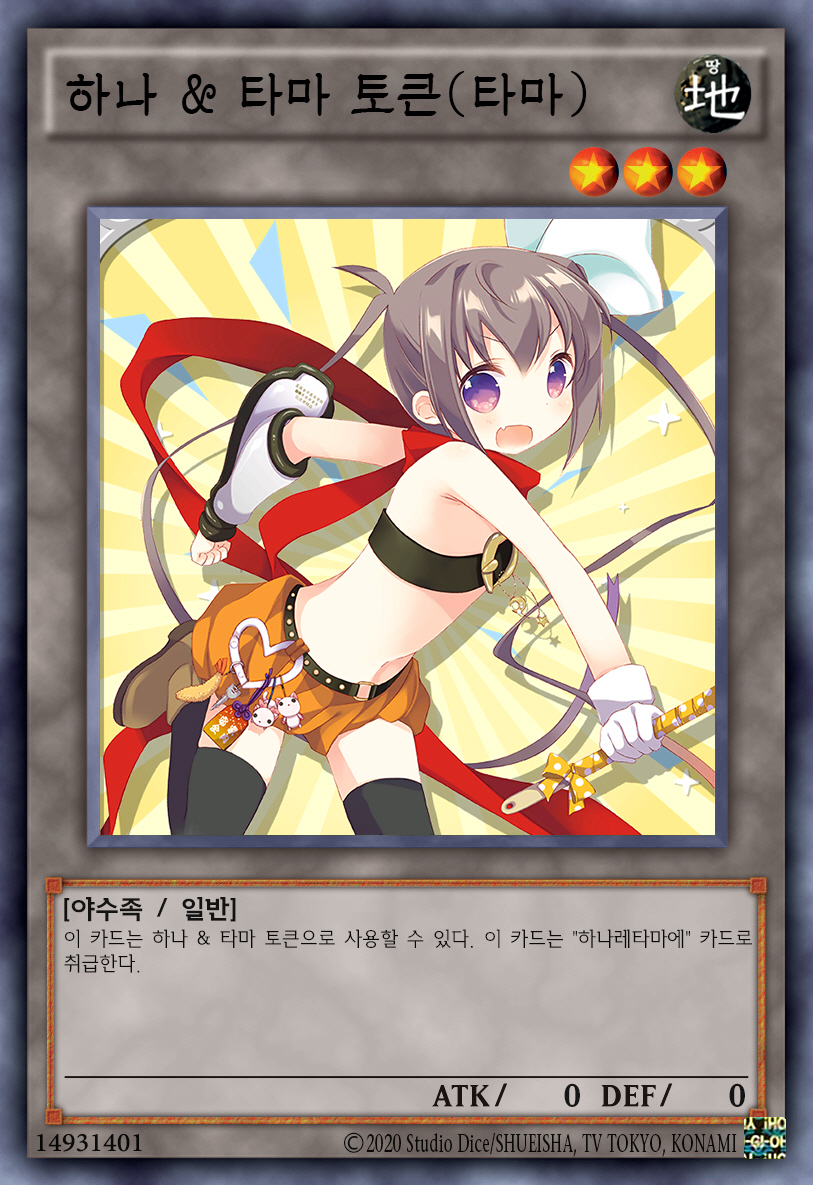 하나 & 타마 토큰(타마)
땅
地
[야수족 / 일반]
이 카드는 하나 & 타마 토큰으로 사용할 수 있다. 이 카드는 "하나레타마에" 카드로
취급한다.
ATK/ 0 DEF/ 0
14931401
©2020 Studio Dice/SHUEISHA, TV TOKYO, KONAMI